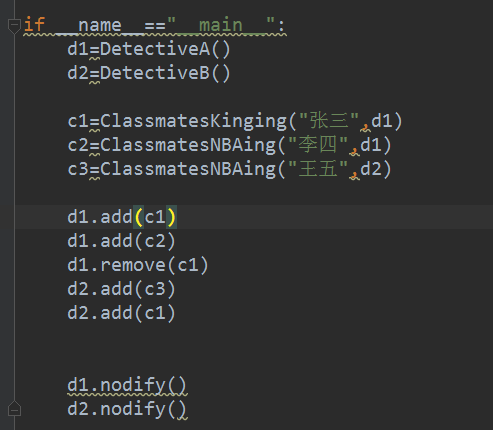 if __name__=="__main__":
    d1=DetectiveA()
    d2=DetectiveB()
    c1=ClassmatesKinging("张三",d1)
    c2=ClassmatesNBAing("李四",d1)
    c3=ClassmatesNBAing("王五",d2)
    d1.add(c1)
    d1.add(c2)
    d1.remove(c1)
    d2.add(c3)
    d2.add(c1)
    d1.nodify()
    d2.nodify()